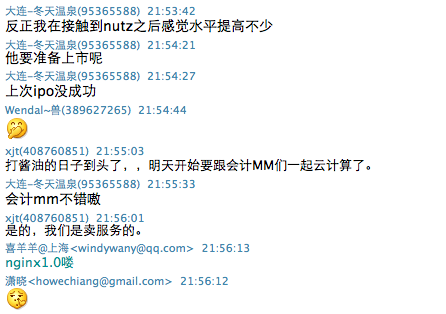 大连-冬天温泉(95365588) 21:53:42
反正我在接触到nutz之后感觉水平提高不少
大连-冬天温泉(95365588) 21:54:21
他要准备上市呢
大连-冬天温泉(95365588) 21:54:27
上次ipo没成功
Wendal~兽(389627265) 21:54:44
xjt(408760851) 21:55:03
打酱油的日子到头了，，明天开始要跟会计MM们一起云计算了。
大连-冬天温泉(95365588) 21:55:33
会计mm不错嗷
xjt(408760851) 21:56:01
是的，我们是卖服务的。
喜羊羊@上海<windywany@qq.com> 21:56:13
nginx1.0喽
潇晓<howechiang@gmail.com> 21:56:12